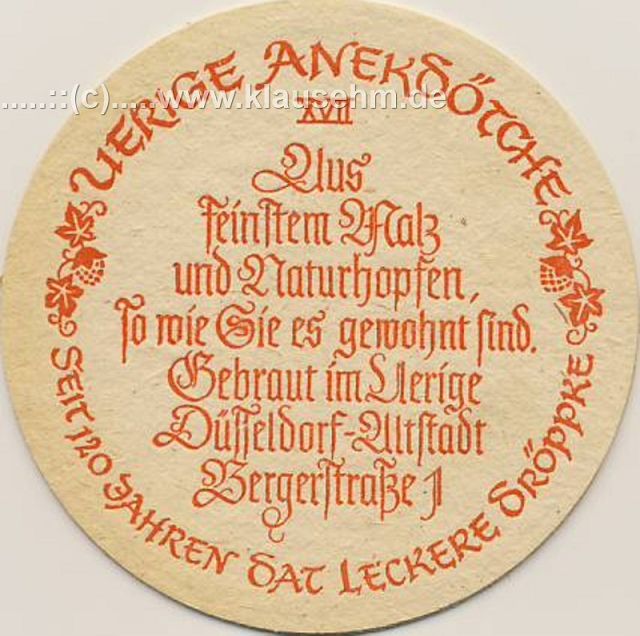 UERIGE ANEKDÖTCHE
.....::(c).....www.klausehm.de
XVII
Aus
feinstem Malz
und Naturhopfen,
so wie Sie es gewohnt sind.
Gebraut im Uerige
Düsseldorf-Altstadt
Bergerstraße 1
SEIT 120 JAHREN DAT LECKERE DRÖPPKE